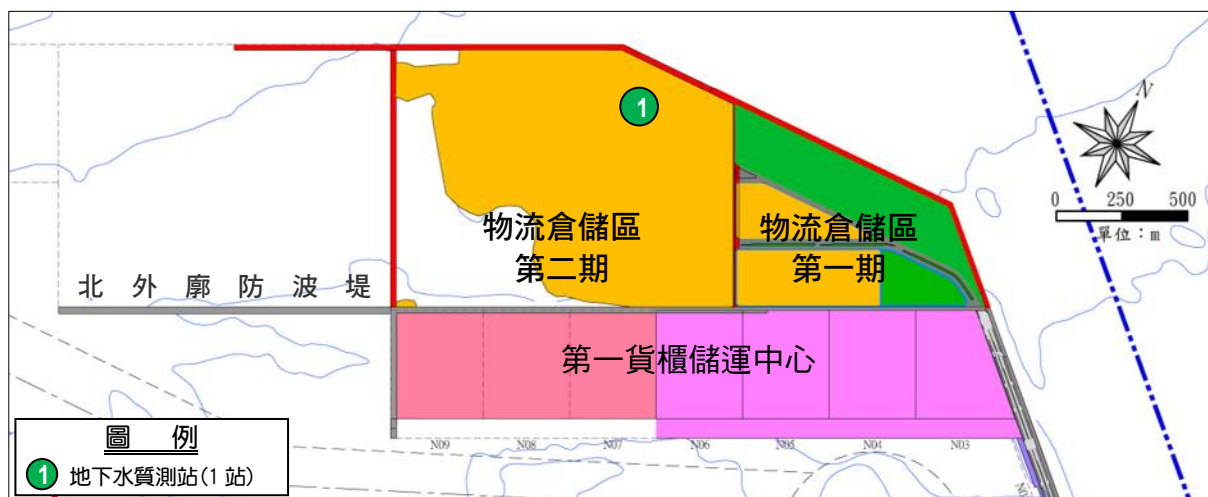 1
N
0 250 500
單位：m
物流倉儲區
第二期
物流倉儲區
第一期
北外廓防波堤
第一貨櫃儲運中心
N09 N08 N07 N06 N05 N04 N03
圖 例
1 地下水質測站(1站)